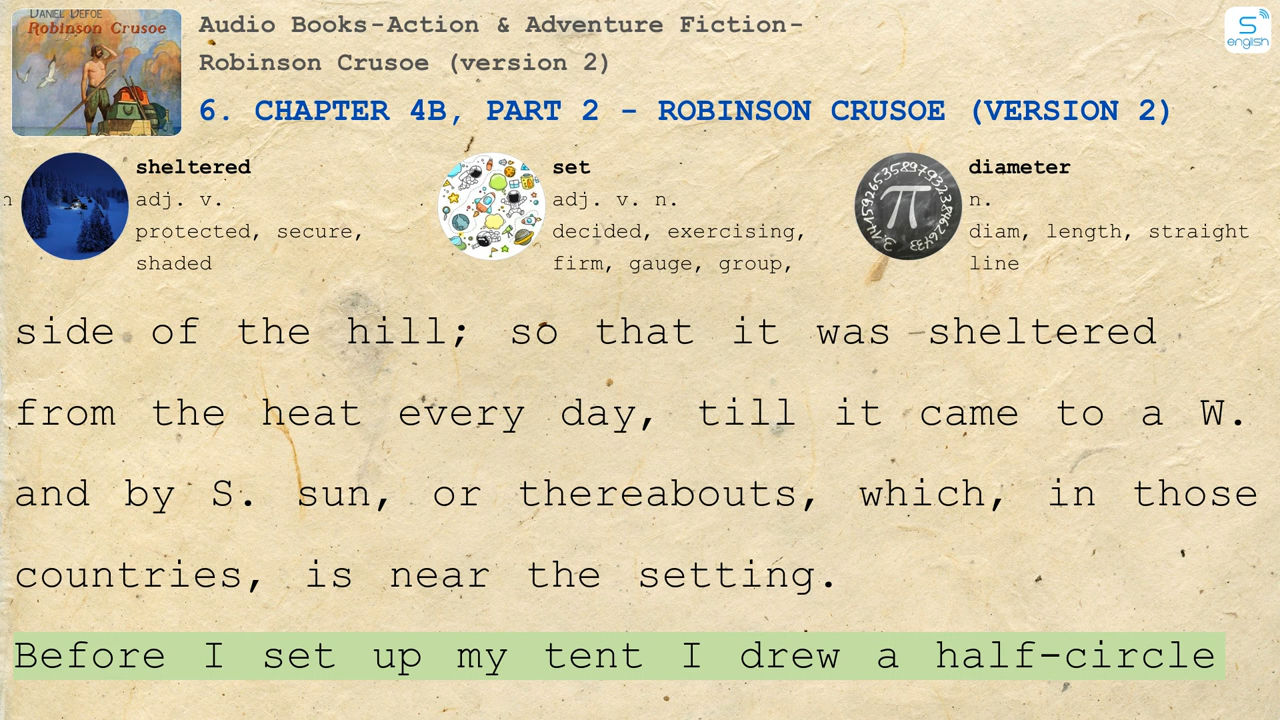 DANIEL DEFOE
Robinson Crusoe
Audio Books-Action & Adventure Fiction-
Robinson Crusoe (version 2)
S
english
6. CHAPTER 4B, PART 2 - ROBINSON CRUSOE (VERSION 2)
sheltered
adj. v.
protected, secure,
shaded
n
set
adj. v. n.
decided, exercising,
firm, gauge, group,
diameter
n.
diam, length, straight
line
π
side of the hill; so that it was sheltered
from the heat every day, till it came to a W.
and by S. sun, or thereabouts, which, in those
countries, is near the setting.
Before I set up my tent I drew a half-circle